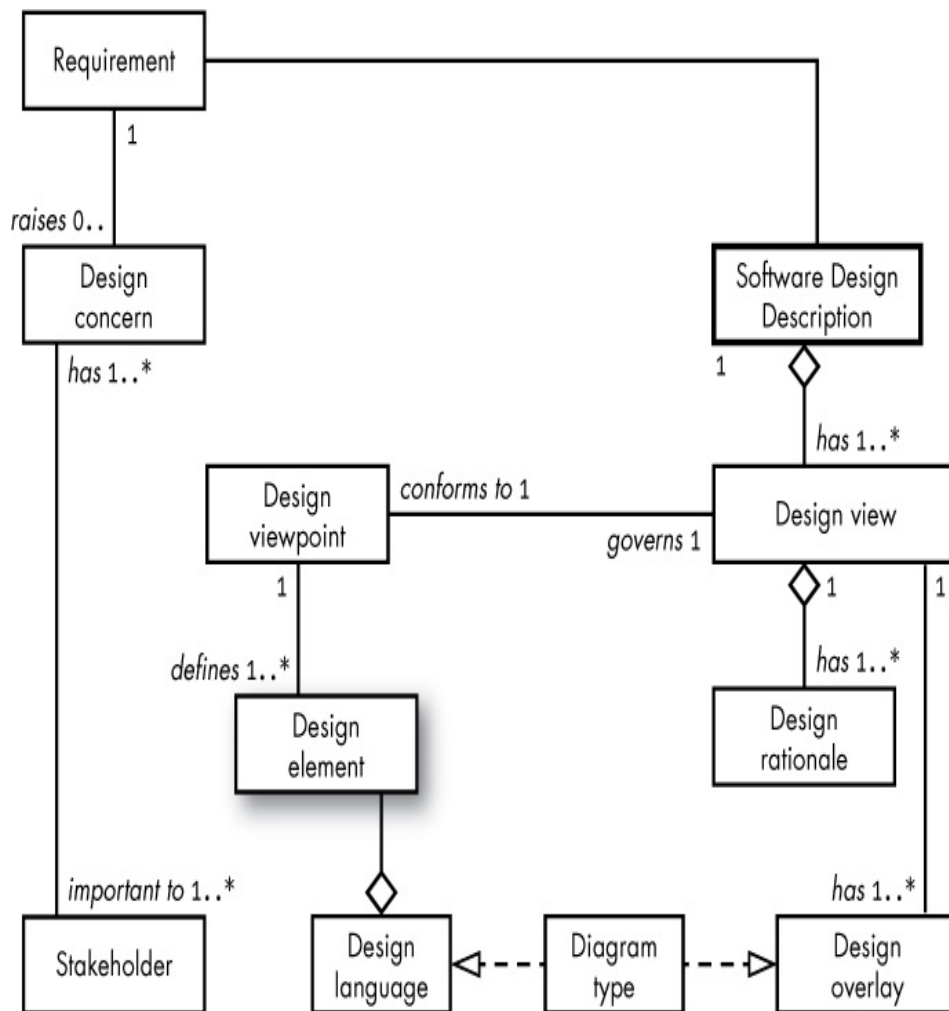 Requirement
1
raises 0..
Design
concern
Software Design
Description
has 1..*
1
has 1..*
Design
viewpoint
conforms to 1
governs 1
Design view
1
1
1
defines 1..*
has 1..*
Design
element
Design
rationale
important to 1..*
has 1..*
Stakeholder
Design
language
Diagram
type
Design
overlay